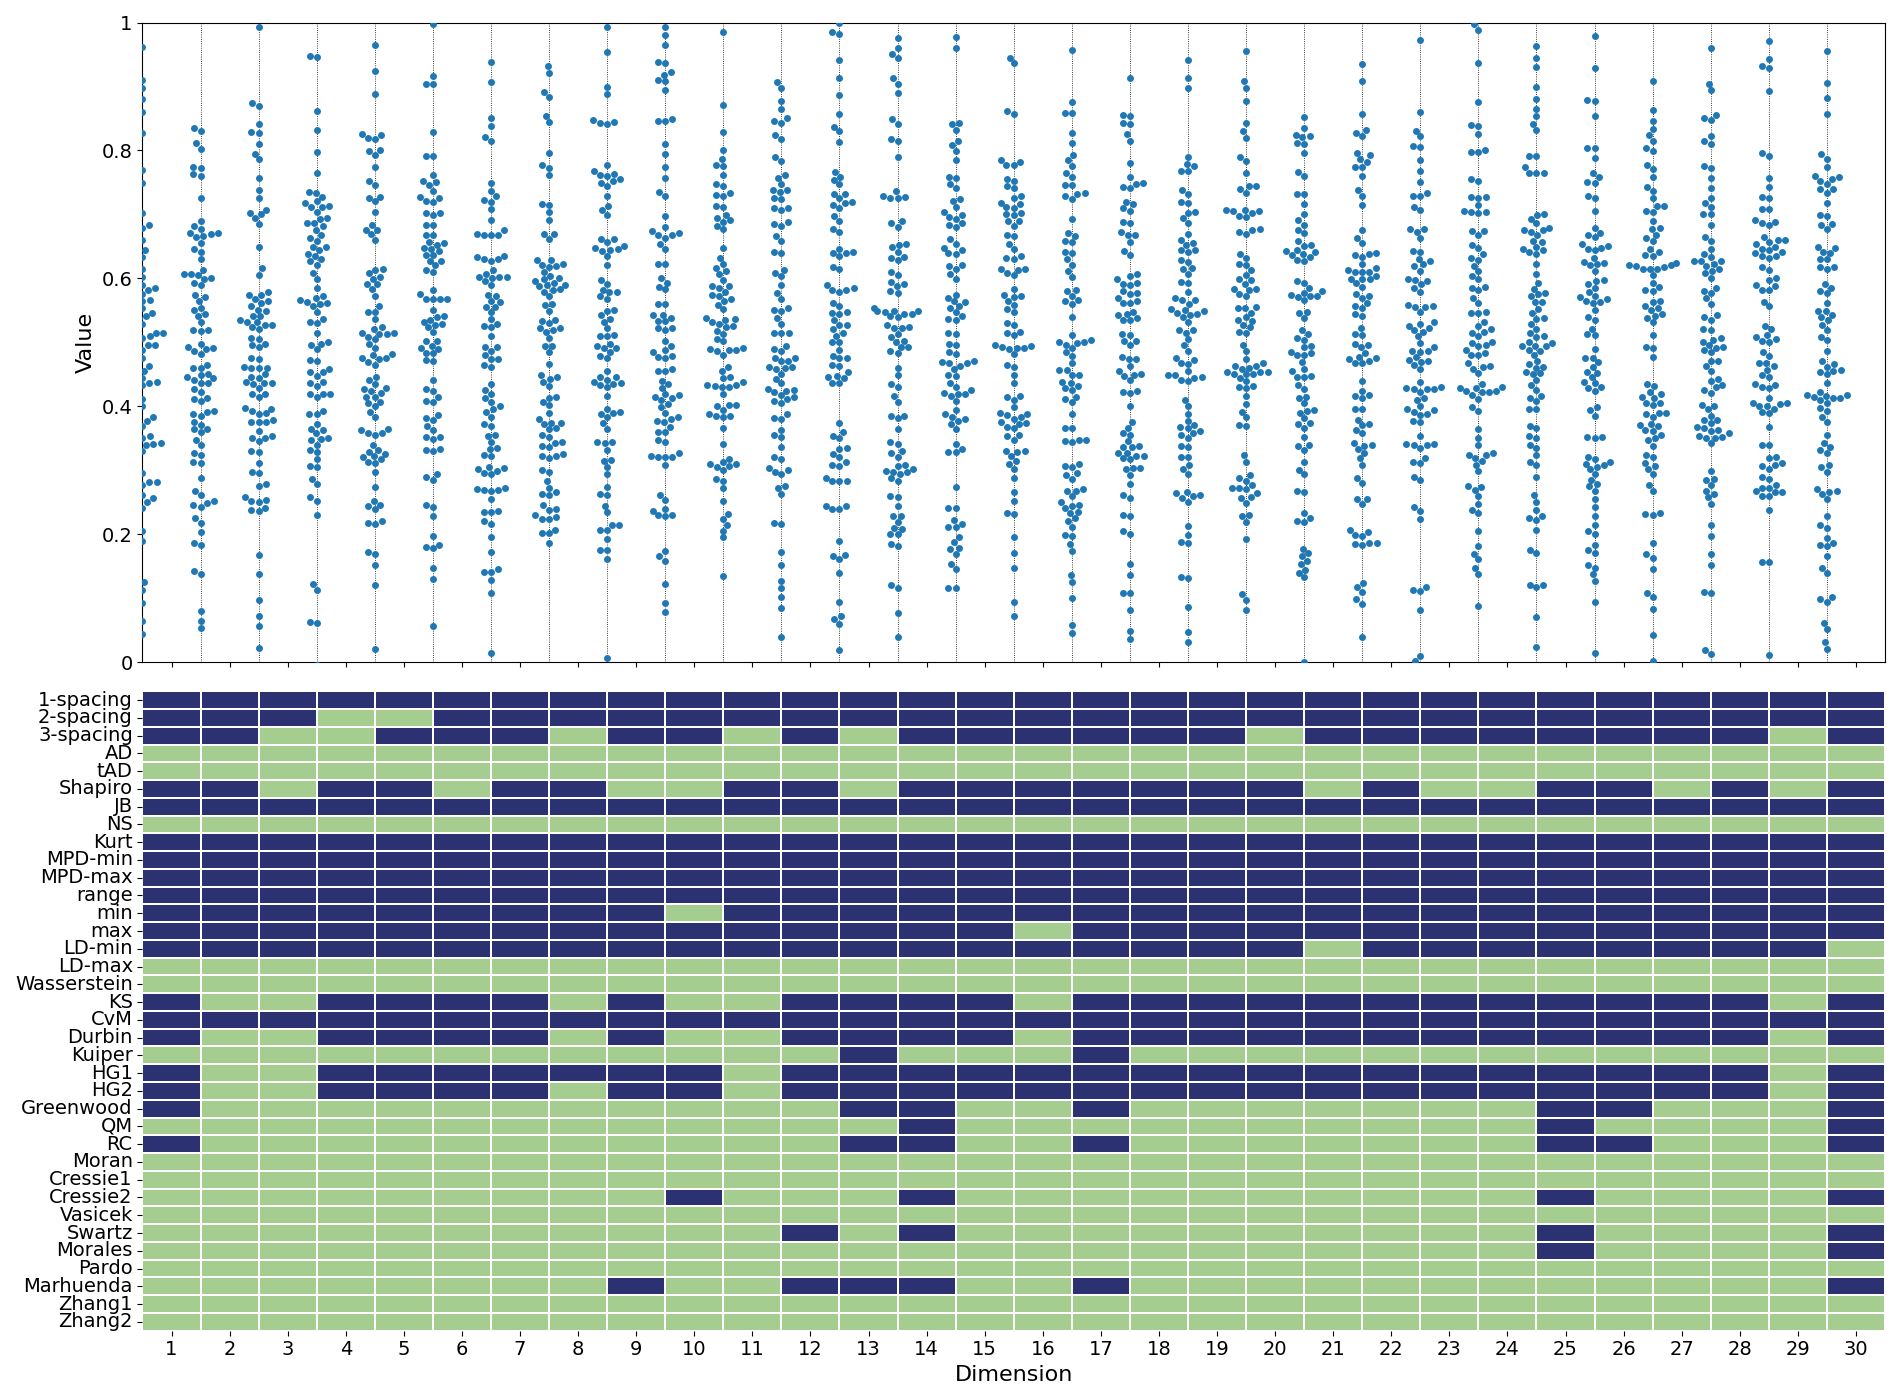 1
0.8
0.6
Value
0.4
0.2
0
1-spacing
2-spacing
3-spacing
AD
tAD
Shapiro
JB
NS
Kurt
MPD-min
MPD-max
range
min
max
LD-min
LD-max
Wasserstein
KS
CvM
Durbin
Kuiper
HG1
HG2
Greenwood
QM
RC
Moran
Cressie1
Cressie2
Vasicek
Swartz
Morales
Pardo
Marhuenda
Zhang1
Zhang2
1 2 3 4 5 6 7 8 9 10 11 12 13 14 15 16 17 18 19 20 21 22 23 24 25 26 27 28 29 30
Dimension